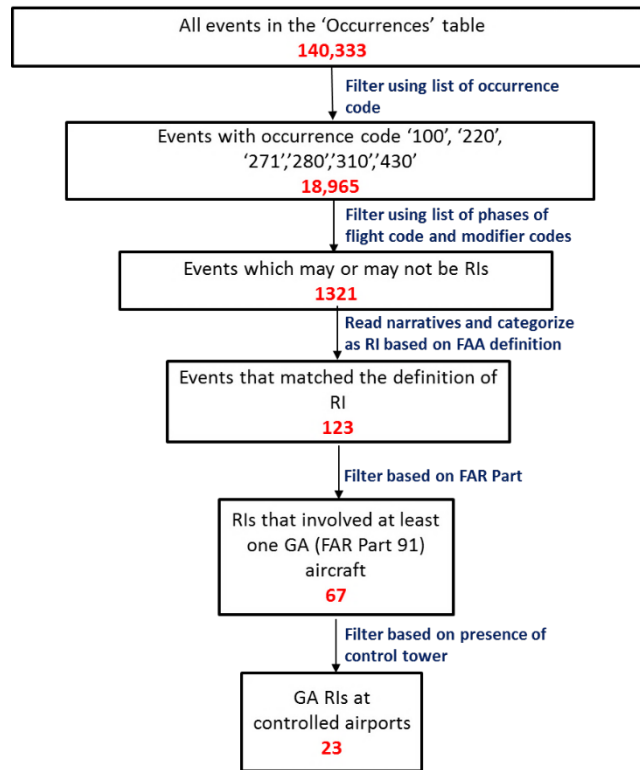 All events in the ‘Occurrences’ table
140,333
Filter using list of occurrence
code
Events with occurrence code ‘100’, ‘220’,
‘271’,’280’,’310’,’430’
18,965
Filter using list of phases of
flight code and modifier codes
Events which may or may not be RIs
1321
Read narratives and categorize
as RI based on FAA definition
Events that matched the definition of
RI
123
Filter based on FAR Part
RIs that involved at least
one GA (FAR Part 91)
aircraft
67
Filter based on presence of
control tower
GA RIs at
controlled airports
23